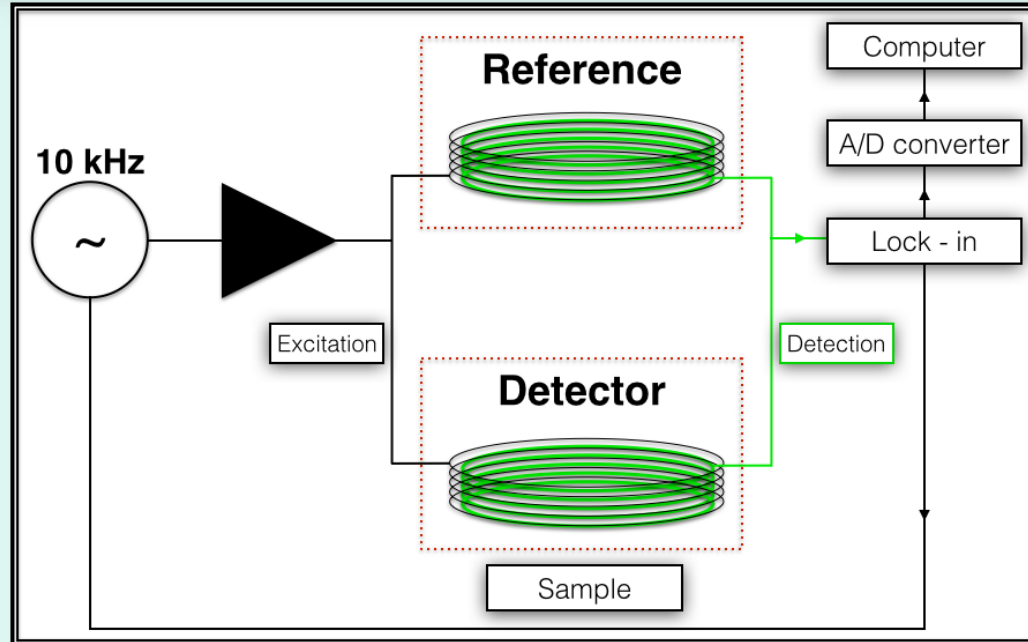 Computer
Reference
A/D converter
10 kHz
~
Lock - in
Excitation
Detection
Detector
Sample